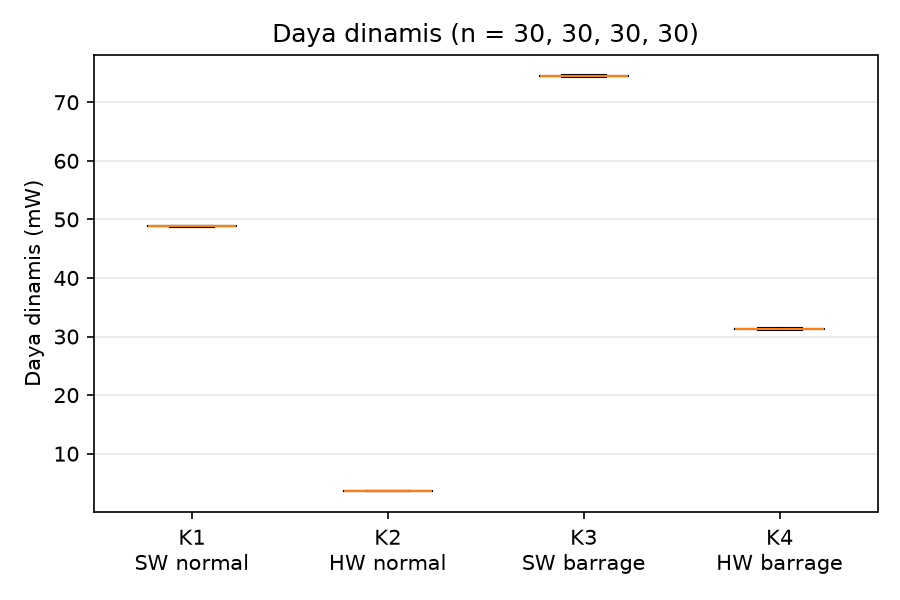 Daya dinamis (n = 30, 30, 30, 30)
Daya dinamis (mW)
70
60
50
40
30
20
10
K1
SW normal
K2
HW normal
K3
SW barrage
K4
HW barrage